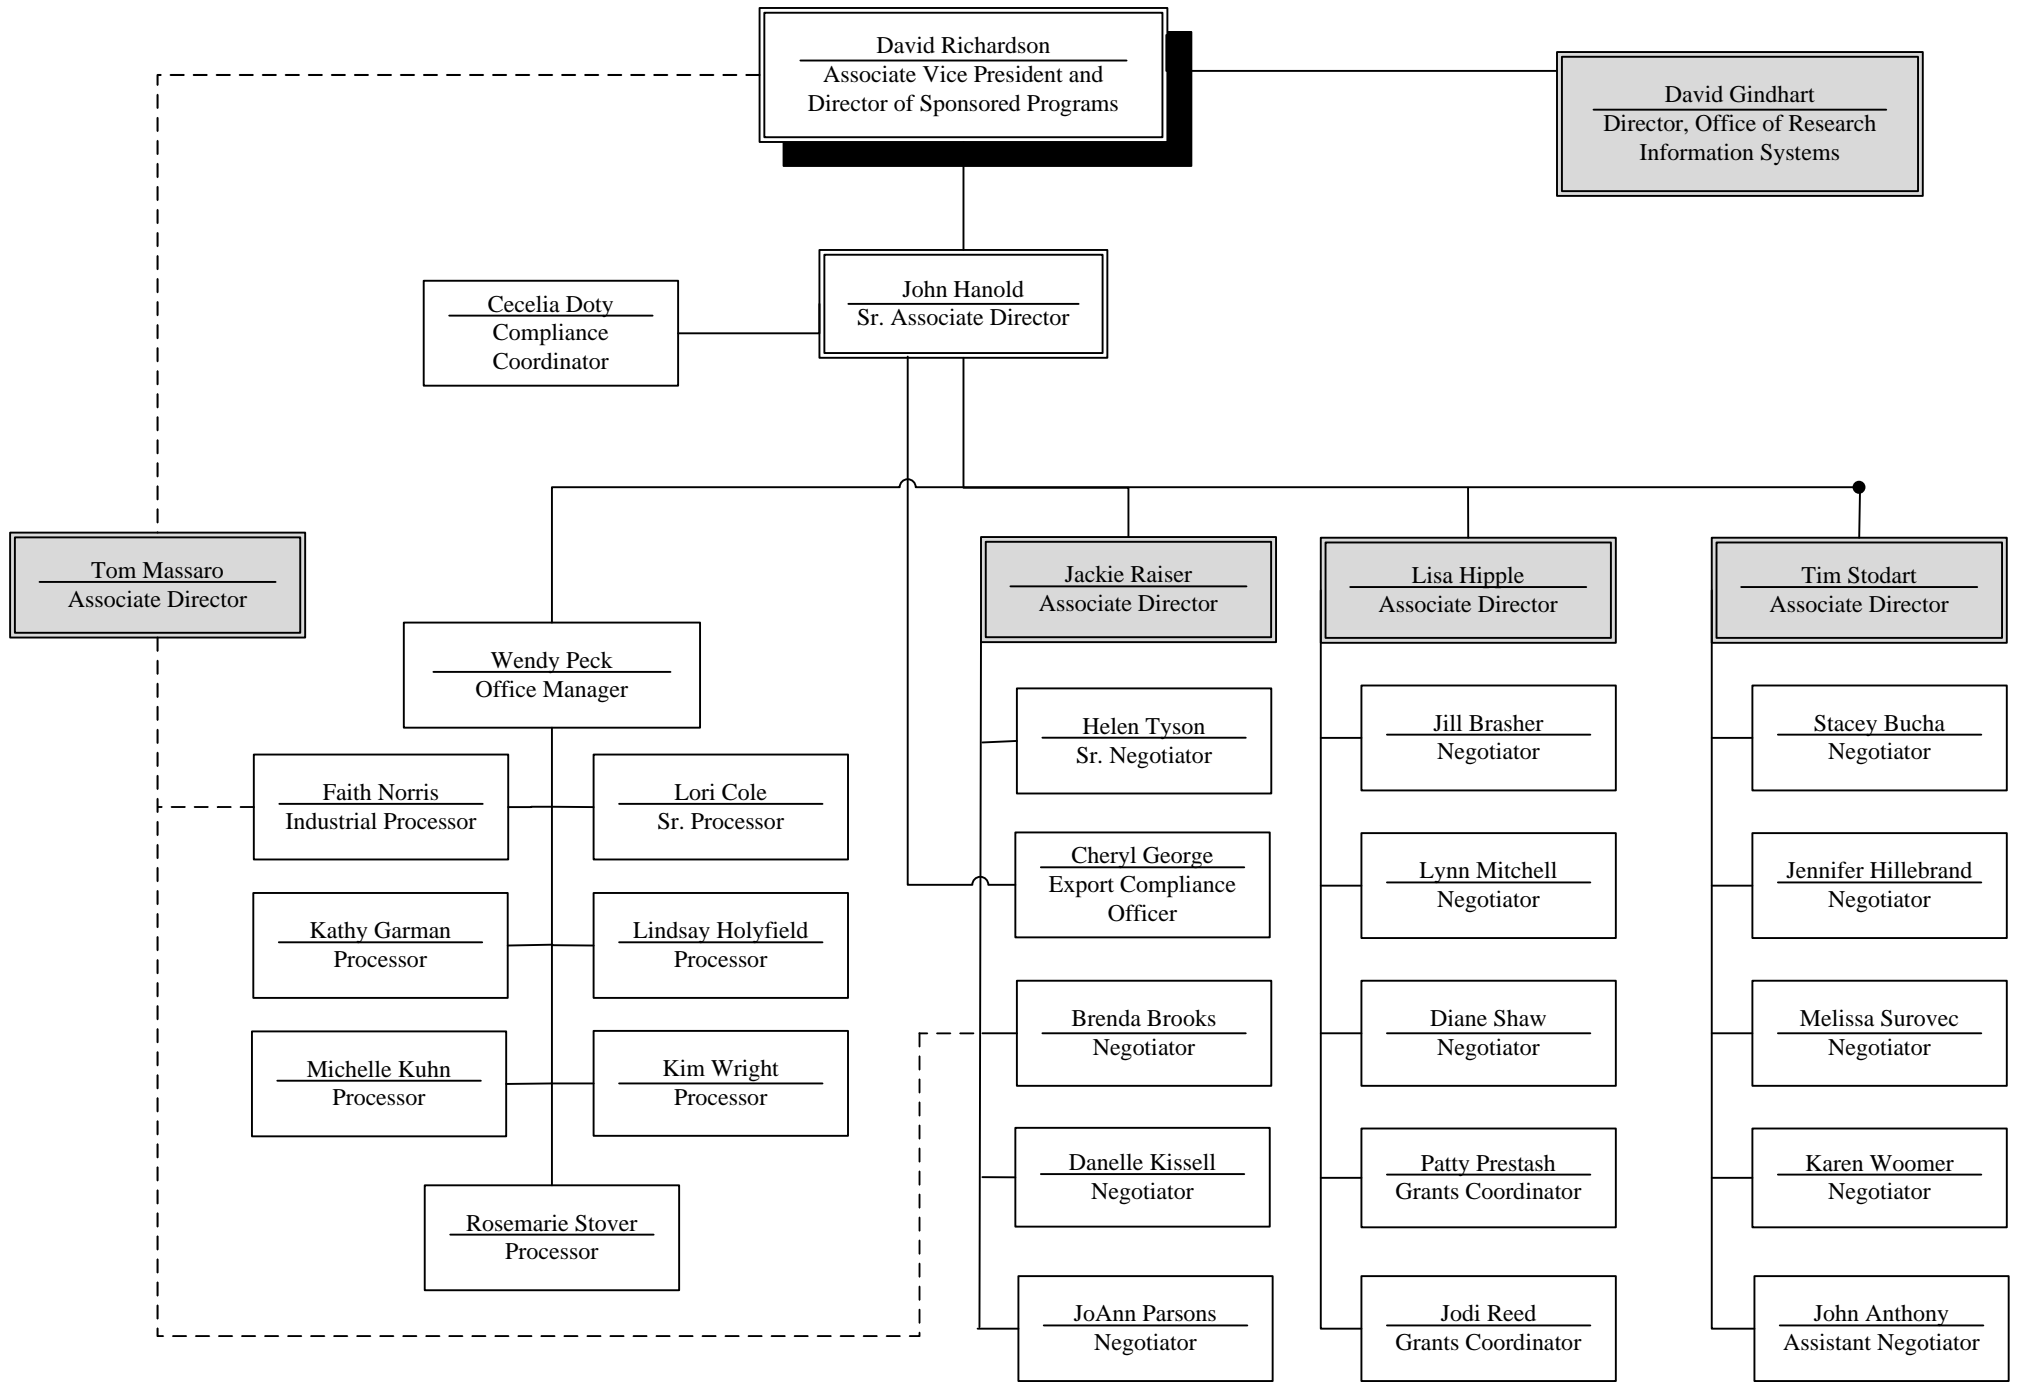 David Richardson
Associate Vice President and
Director of Sponsored Programs
David Gindhart
Director, Office of Research
Information Systems
John Hanold
Sr. Associate Director
Cecelia Doty
Compliance
Coordinator
Tom Massaro
Associate Director
Jackie Raiser
Associate Director
Lisa Hipple
Associate Director
Tim Stodart
Associate Director
Wendy Peck
Office Manager
Faith Norris
Industrial Processor
Lori Cole
Sr. Processor
Kathy Garman
Processor
Lindsay Holyfield
Processor
Michelle Kuhn
Processor
Kim Wright
Processor
Rosemarie Stover
Processor
Helen Tyson
Sr. Negotiator
Cheryl George
Export Compliance
Officer
Brenda Brooks
Negotiator
Danelle Kissell
Negotiator
JoAnn Parsons
Negotiator
Jill Brasher
Negotiator
Lynn Mitchell
Negotiator
Diane Shaw
Negotiator
Patty Prestash
Grants Coordinator
Jodi Reed
Grants Coordinator
Stacey Bucha
Negotiator
Jennifer Hillebrand
Negotiator
Melissa Surovec
Negotiator
Karen Woomer
Negotiator
John Anthony
Assistant Negotiator